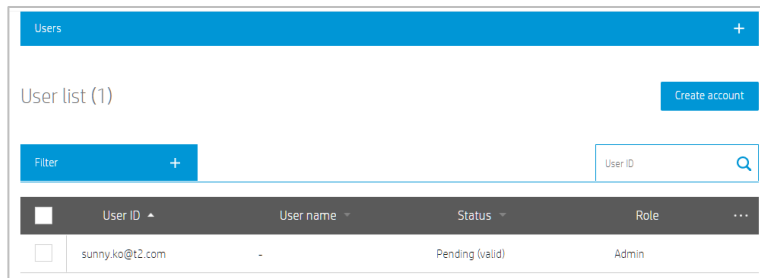 Users +
User list (1)
Create account
Filter +
User ID
User ID User name Status Role ...
sunny.ko@t2.com - Pending (valid) Admin